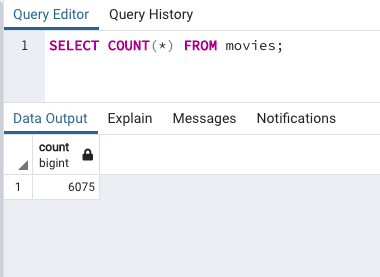 Query Editor Query History
1 SELECT COUNT(*) FROM movies;
Data Output Explain Messages Notifications
count
bigint
1 6075